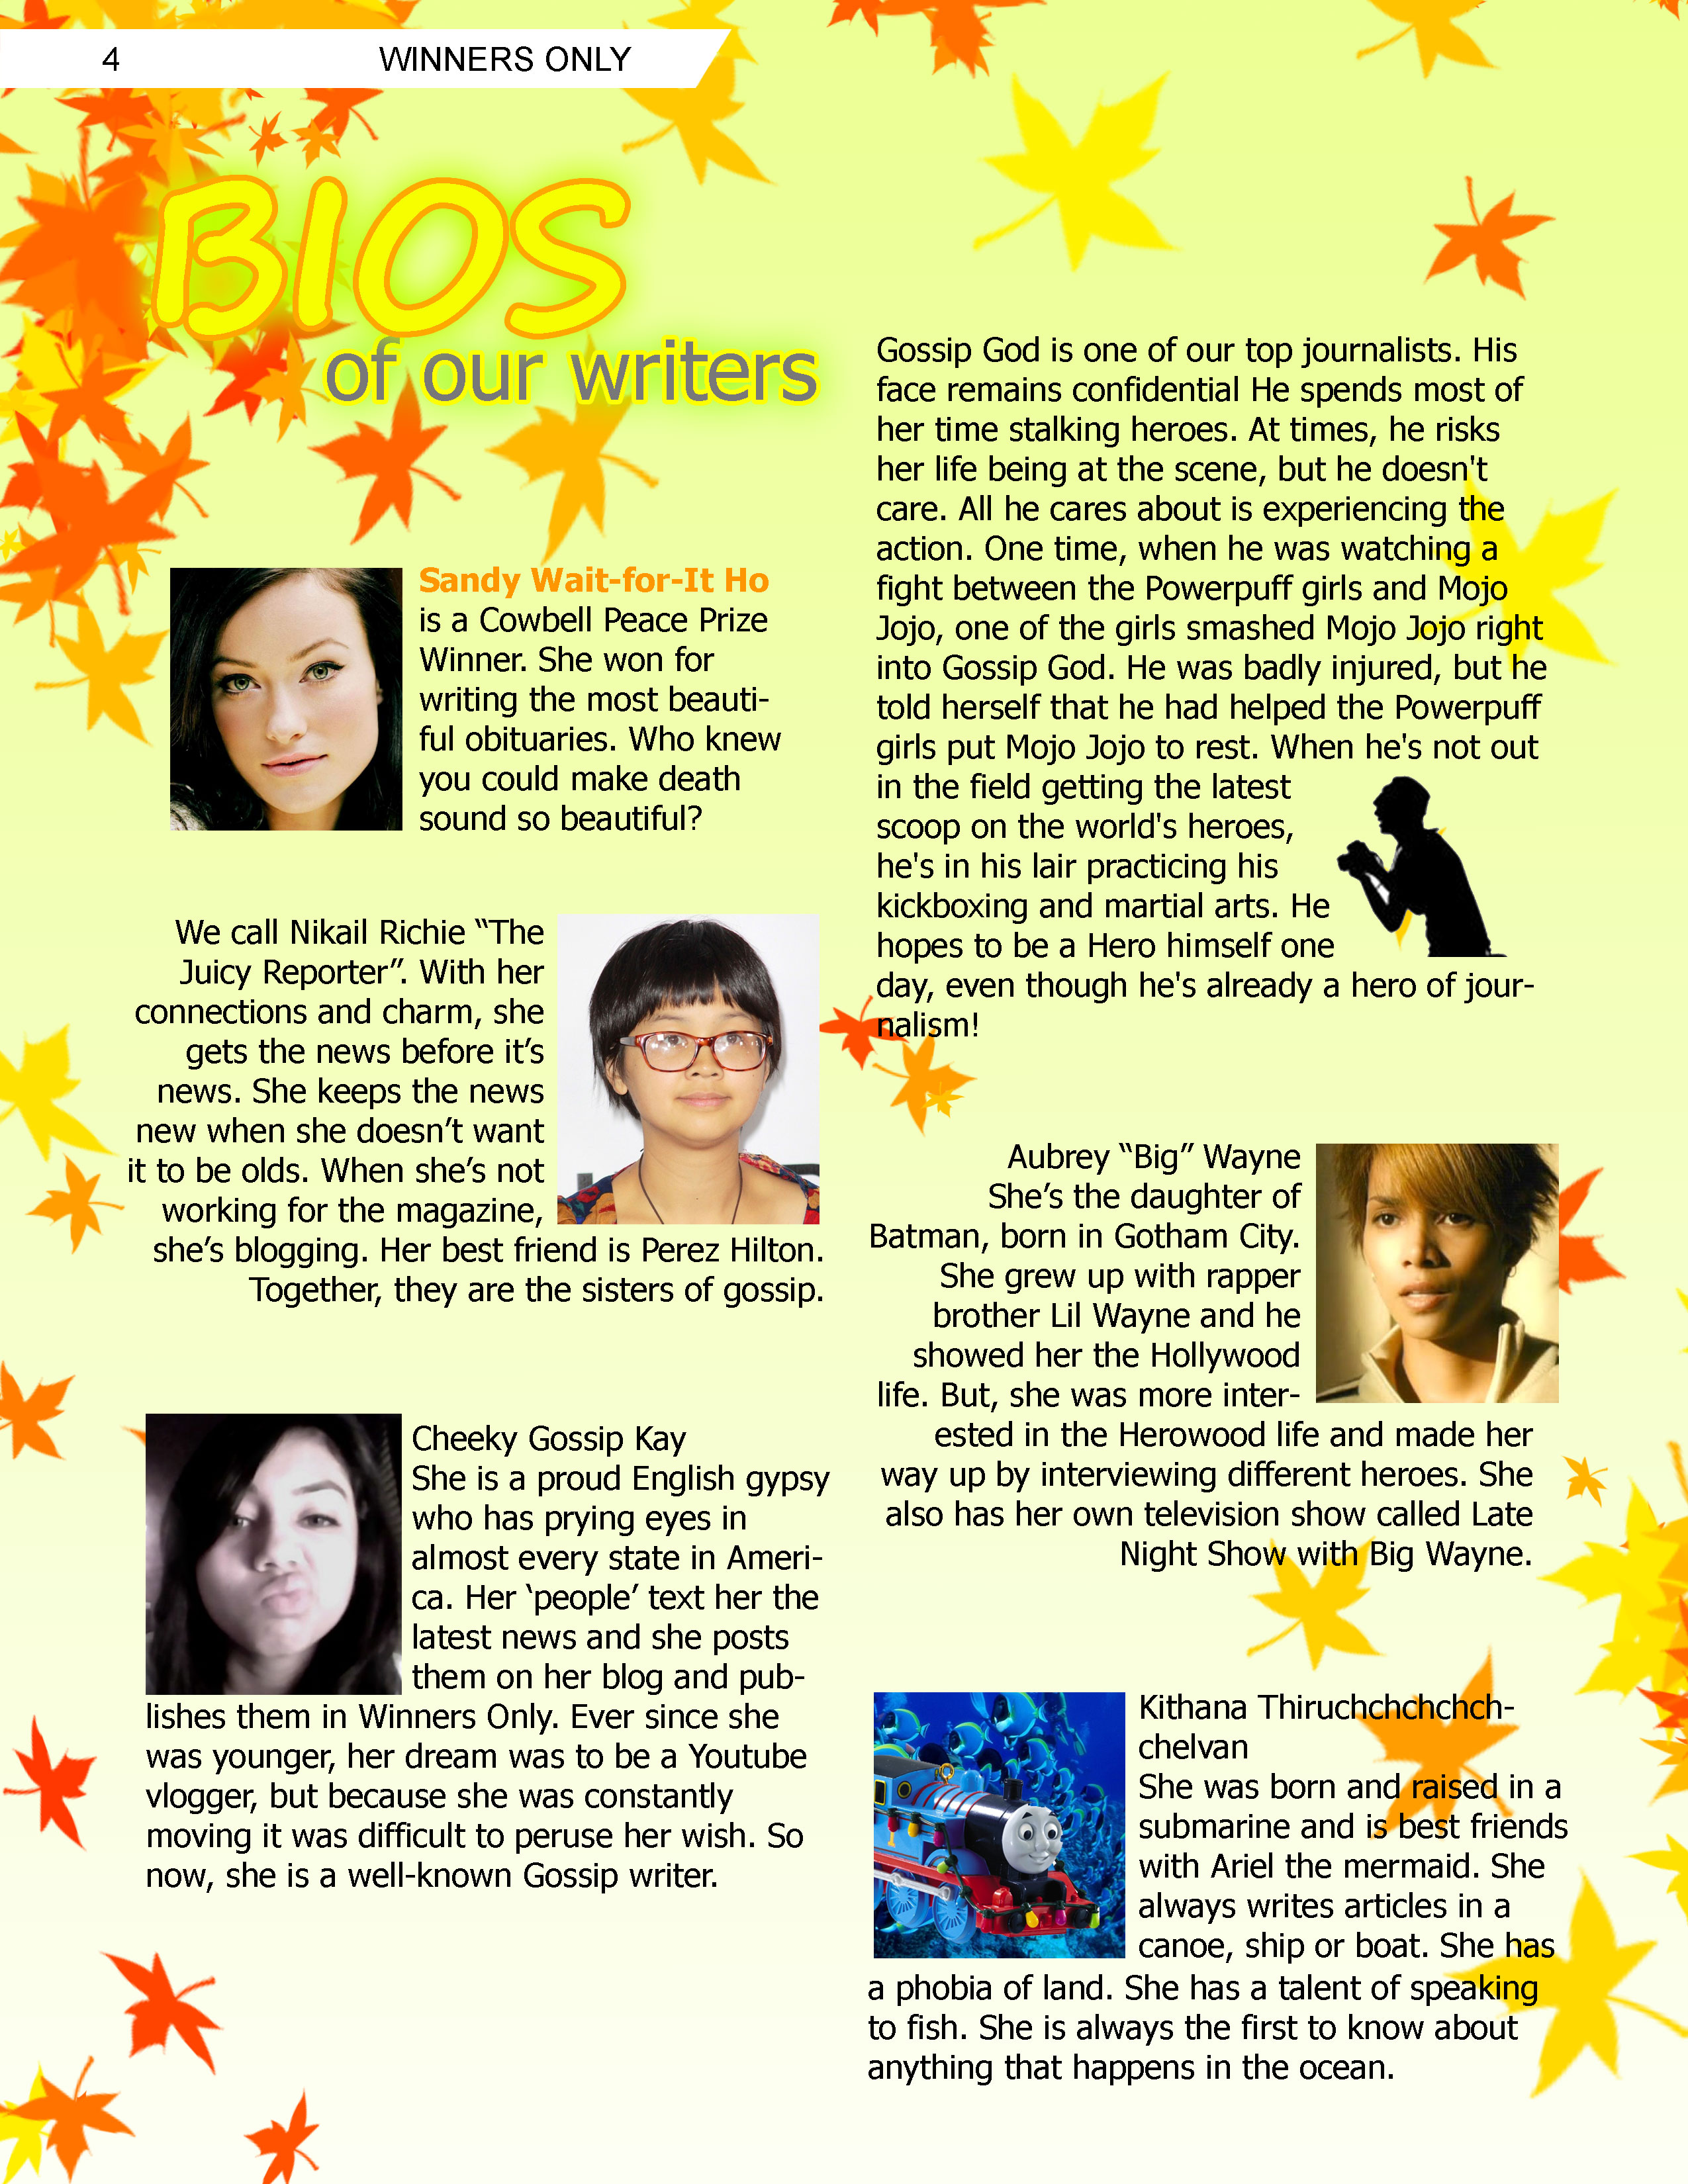 4 WINNERS ONLY
BIOS
of our writers
Sandy Wait-for-It Ho
is a Cowbell Peace Prize
Winner. She won for
writing the most beauti-
ful obituaries. Who knew
you could make death
sound so beautiful?
We call Nikail Richie “The
Juicy Reporter”. With her
connections and charm, she
gets the news before it’s
news. She keeps the news
new when she doesn’t want
it to be olds. When she’s not
working for the magazine,
she’s blogging. Her best friend is Perez Hilton.
Together, they are the sisters of gossip.
Cheeky Gossip Kay
She is a proud English gypsy
who has prying eyes in
almost every state in Ameri-
ca. Her ‘people’ text her the
latest news and she posts
them on her blog and pub-
lishes them in Winners Only. Ever since she
was younger, her dream was to be a Youtube
vlogger, but because she was constantly
moving it was difficult to peruse her wish. So
now, she is a well-known Gossip writer.
Gossip God is one of our top journalists. His
face remains confidential He spends most of
her time stalking heroes. At times, he risks
her life being at the scene, but he doesn't
care. All he cares about is experiencing the
action. One time, when he was watching a
fight between the Powerpuff girls and Mojo
Jojo, one of the girls smashed Mojo Jojo right
into Gossip God. He was badly injured, but he
told herself that he had helped the Powerpuff
girls put Mojo Jojo to rest. When he's not out
in the field getting the latest
scoop on the world's heroes,
he's in his lair practicing his
kickboxing and martial arts. He
hopes to be a Hero himself one
day, even though he's already a hero of jour-
nalism!
Aubrey “Big” Wayne
She’s the daughter of
Batman, born in Gotham City.
She grew up with rapper
brother Lil Wayne and he
showed her the Hollywood
life. But, she was more inter-
ested in the Herowood life and made her
way up by interviewing different heroes. She
also has her own television show called Late
Night Show with Big Wayne.
Kithana Thiruchchchchch-
chelvan
She was born and raised in a
submarine and is best friends
with Ariel the mermaid. She
always writes articles in a
canoe, ship or boat. She has
a phobia of land. She has a talent of speaking
to fish. She is always the first to know about
anything that happens in the ocean.